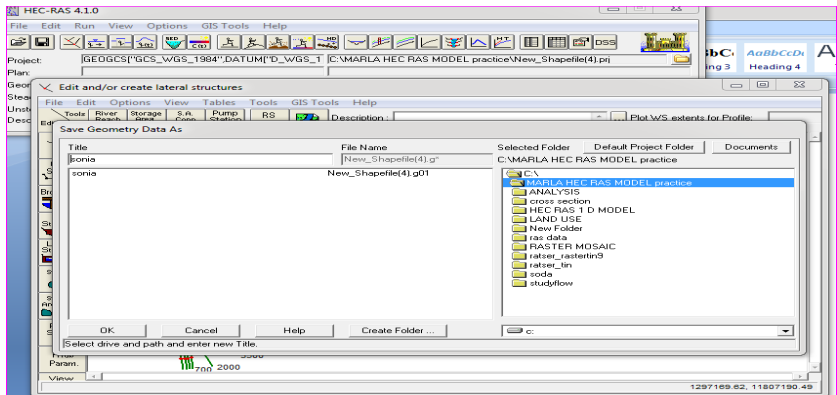 HEC-RAS 4.1.0
File Edit Run View Options GIS Tools Help
DSS
Project: GEOGCS["GCS_WGS_1984",DATUM["D_WGS_1 C:\MARLA HEC RAS MODEL practice\New_Shapefile(4).prj
Plan:
AaBbCcDc
Heading 4
Edit and/or create lateral structures
File Edit Options View Tables Tools GIS Tools Help
Tools River Reach Storage Area S.A. Conn. Pump Station RS Description : ... Plot WS extents for Profile:
Save Geometry Data As
Title File Name Selected Folder Default Project Folder Documents
sonia New_Shapefile(4).g* C:\MARLA HEC RAS MODEL practice
sonia New_Shapefile(4).g01
C:\
MARLA HEC RAS MODEL practice
ANALYSIS
cross section
HEC RAS 1 D MODEL
LAND USE
New Folder
ras data
RASTER MOSAIC
ratser_rastertin9
ratser_tin
soda
studyflow
OK Cancel Help Create Folder ... c:
Select drive and path and enter new Title.
Param.
700 2000
View
1297169.62, 11807190.49